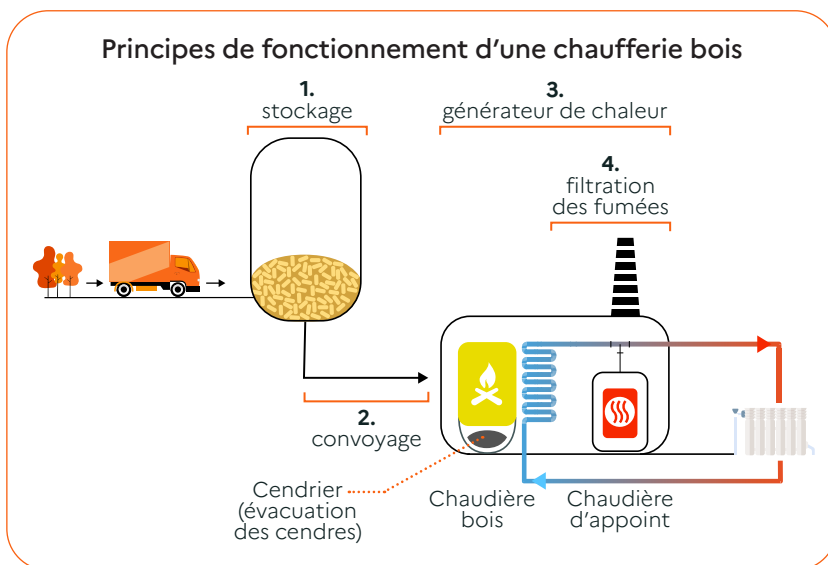 Principes de fonctionnement d’une chaufferie bois
1.
stockage
3.
générateur de chaleur
4.
filtration
des fumées
2.
convoyage
Cendrier
(évacuation
des cendres)
Chaudière
bois
Chaudière
d’appoint